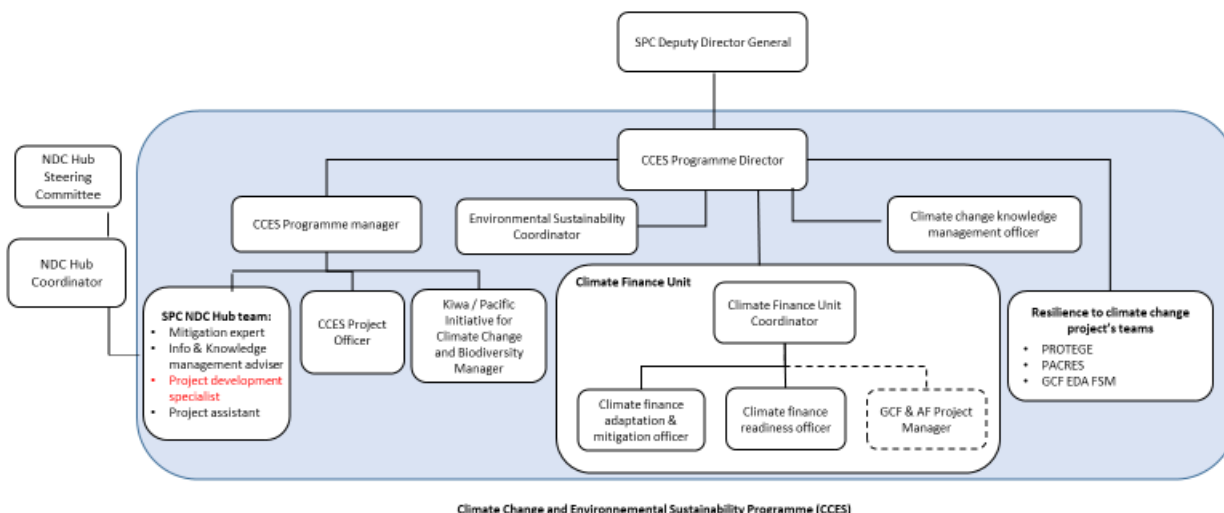 SPC Deputy Director General
CCES Programme Director
NDC Hub
Steering
Committee
NDC Hub
Coordinator
CCES Programme manager
Environmental Sustainability
Coordinator
Climate change knowledge
management officer
SPC NDC Hub team:
• Mitigation expert
• Info & Knowledge
management adviser
• Project development
specialist
• Project assistant
CCES Project
Officer
Kiwa / Pacific
Initiative for
Climate Change
and Biodiversity
Manager
Climate Finance Unit
Climate Finance Unit
Coordinator
Climate finance
adaptation &
mitigation officer
Climate finance
readiness officer
GCF & AF Project
Manager
Resilience to climate change
project's teams
• PROTEGE
• PACRES
• GCF EDA FSM
Climate Change and Environnemental Sustainability Programme (CCES)